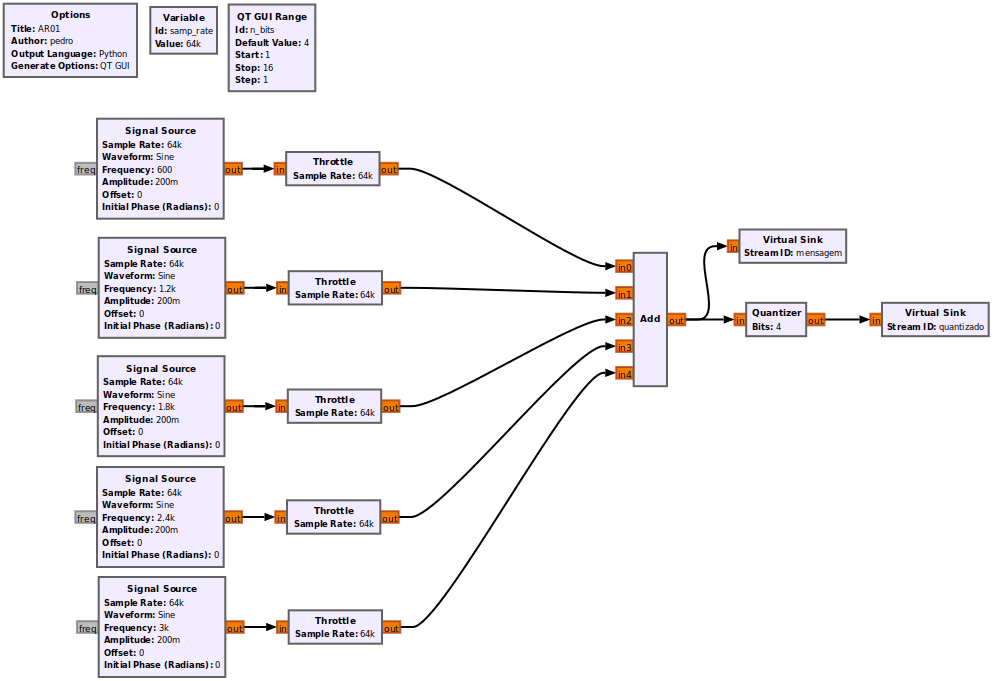 Options
Title: AR01
Author: pedro
Output Language: Python
Generate Options: QT GUI
Variable
Id: samp_rate
Value: 64k
QT GUI Range
Id: n_bits
Default Value: 4
Start: 1
Stop: 16
Step: 1
Signal Source
Sample Rate: 64k
Waveform: Sine
Frequency: 600
Amplitude: 200m
Offset: 0
Initial Phase (Radians): 0
freq
out
in
Throttle
Sample Rate: 64k
out
Signal Source
Sample Rate: 64k
Waveform: Sine
Frequency: 1.2k
Amplitude: 200m
Offset: 0
Initial Phase (Radians): 0
freq
out
in
Throttle
Sample Rate: 64k
out
Signal Source
Sample Rate: 64k
Waveform: Sine
Frequency: 1.8k
Amplitude: 200m
Offset: 0
Initial Phase (Radians): 0
freq
out
in
Throttle
Sample Rate: 64k
out
Signal Source
Sample Rate: 64k
Waveform: Sine
Frequency: 2.4k
Amplitude: 200m
Offset: 0
Initial Phase (Radians): 0
freq
out
in
Throttle
Sample Rate: 64k
out
Signal Source
Sample Rate: 64k
Waveform: Sine
Frequency: 3k
Amplitude: 200m
Offset: 0
Initial Phase (Radians): 0
freq
out
in
Throttle
Sample Rate: 64k
out
in0
in1
in2
in3
in4
Add
out
in
Virtual Sink
Stream ID: mensagem
in
Quantizer
Bits: 4
out
in
Virtual Sink
Stream ID: quantizado